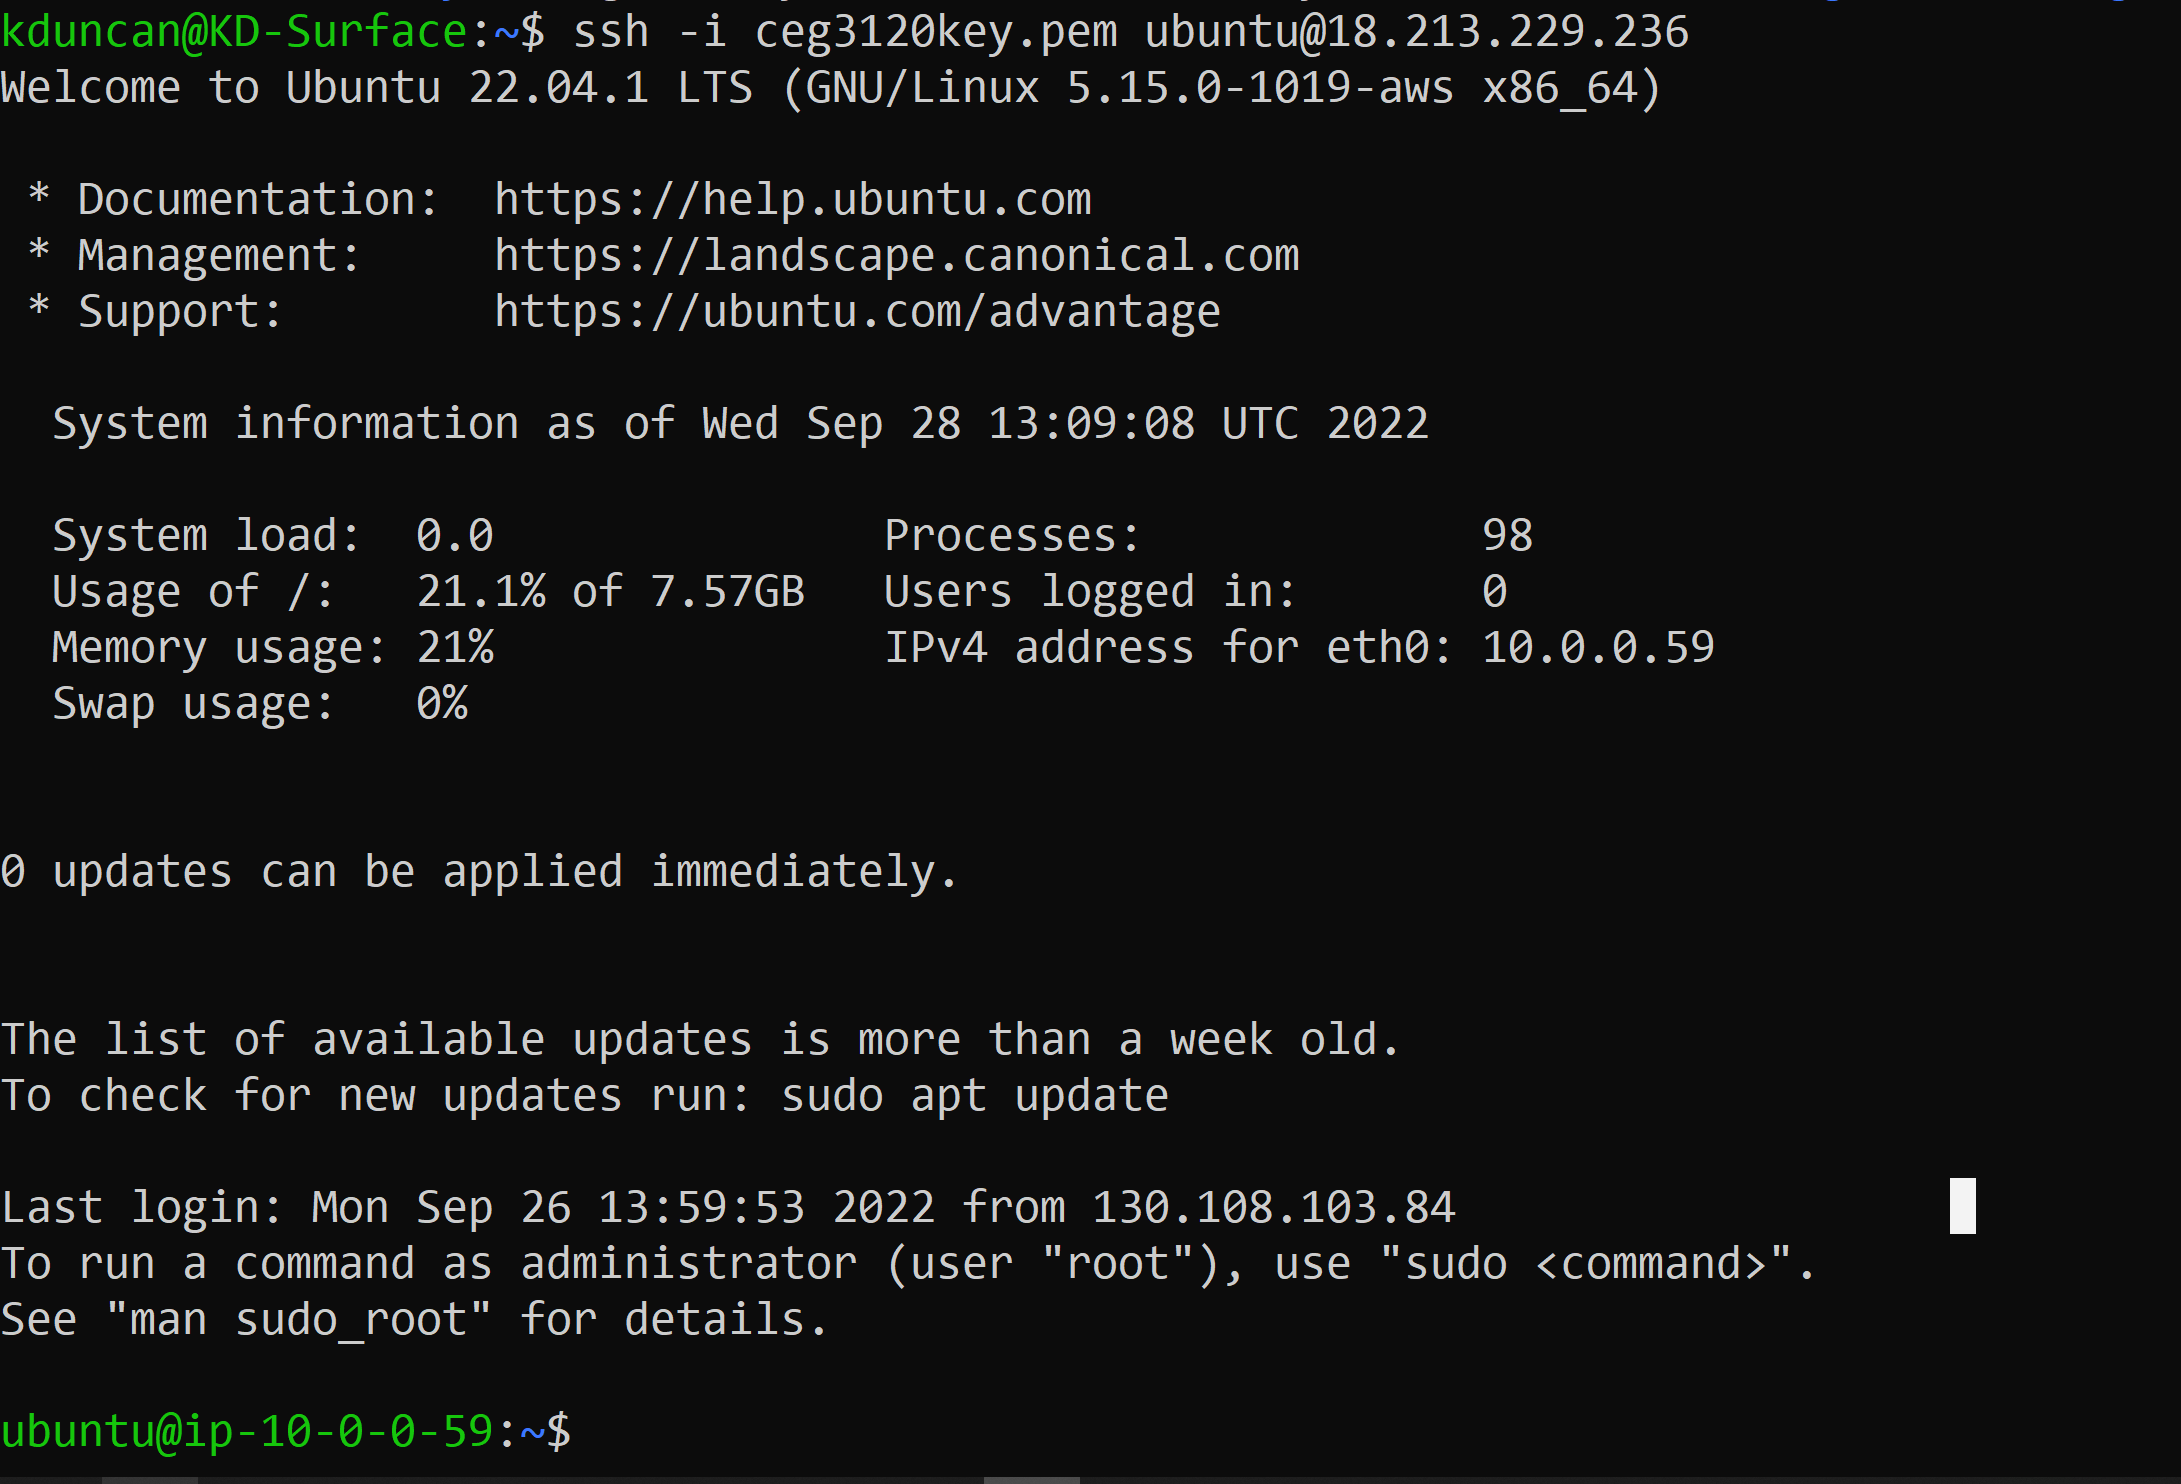 kduncan@KD-Surface:~$ ssh -i ceg3120key.pem ubuntu@18.213.229.236
Welcome to Ubuntu 22.04.1 LTS (GNU/Linux 5.15.0-1019-aws x86_64)
* Documentation:  https://help.ubuntu.com
* Management:     https://landscape.canonical.com
* Support:        https://ubuntu.com/advantage
System information as of Wed Sep 28 13:09:08 UTC 2022
System load:  0.0               Processes:             98
Usage of /:   21.1% of 7.57GB   Users logged in:       0
Memory usage: 21%               IPv4 address for eth0: 10.0.0.59
Swap usage:   0%
0 updates can be applied immediately.
The list of available updates is more than a week old.
To check for new updates run: sudo apt update
Last login: Mon Sep 26 13:59:53 2022 from 130.108.103.84
To run a command as administrator (user "root"), use "sudo <command>".
See "man sudo_root" for details.
ubuntu@ip-10-0-0-59:~$